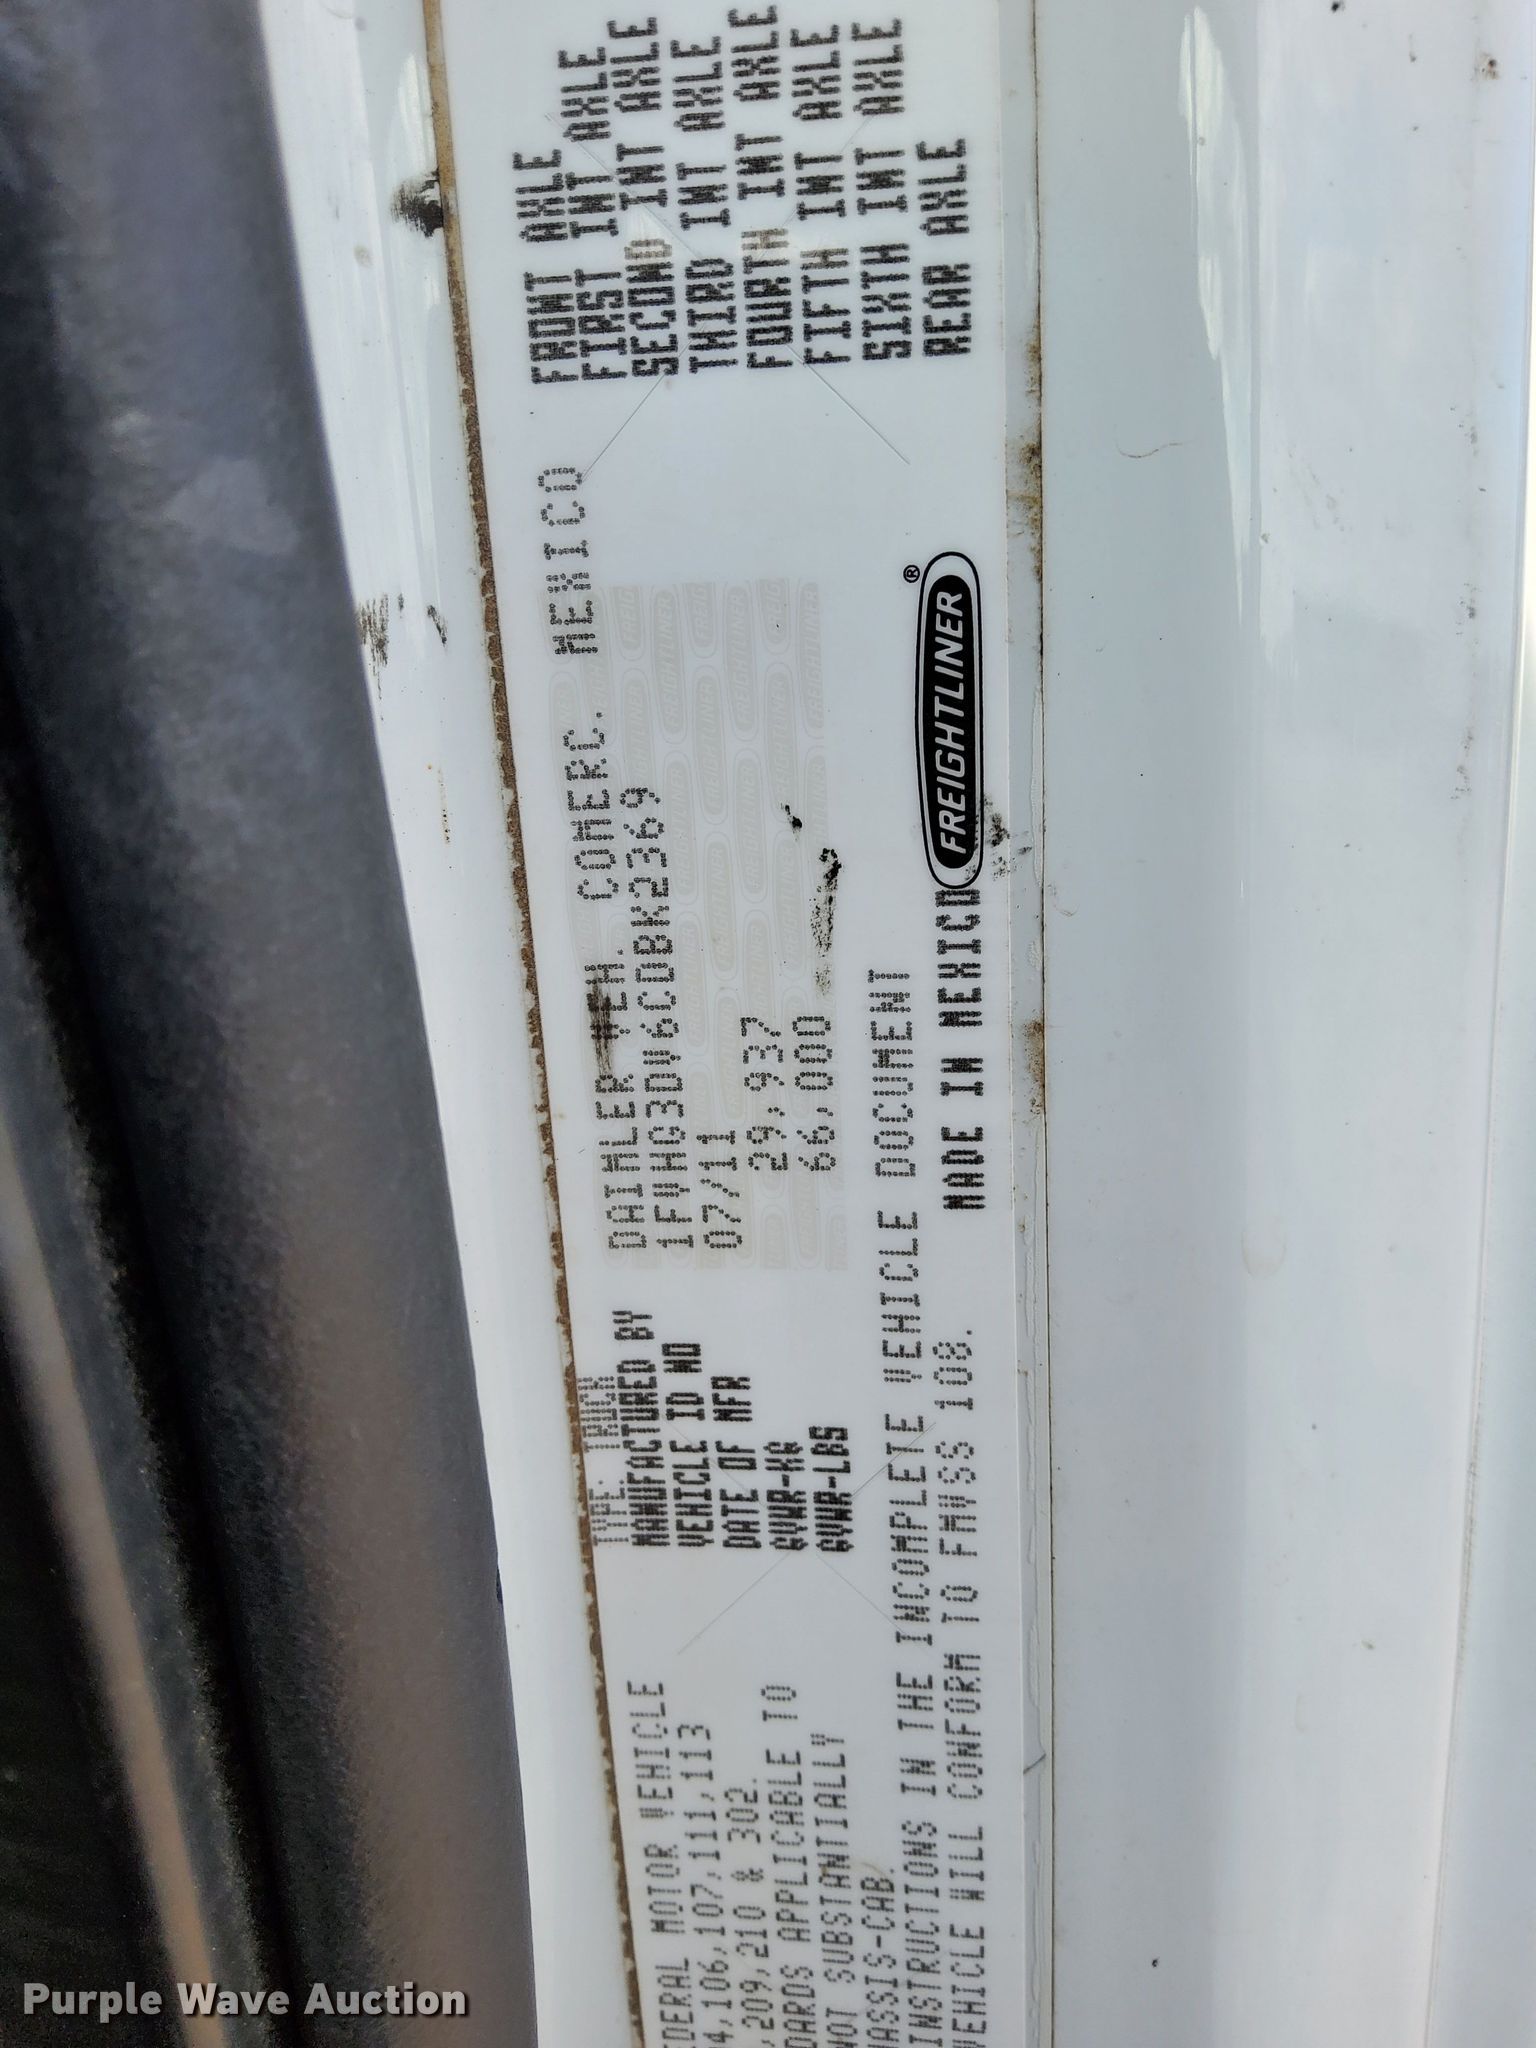 EDERAL MOTOR VEHICLE
4,106,107,111,113
,209,210 & 302.
DARDS APPLICABLE TO
NOT SUBSTANTIALLY
HASSIS-CAB.
INSTRUCTIONS IN THE INCOMPLETE VEHICLE DOCUMENT
VEHICLE WILL CONFORM TO FMVSS 108.
TYPE: TRUCK
MANUFACTURED BY DAIMLER VEH. COMERC. MEXICO
VEHICLE ID NO 1FVHG3DV6CDBK2369
DATE OF MFR 07/11
GVWR-KG 29,937
GVWR-LBS 66,000
MADE IN MEXICO
FREIGHTLINER®
FRONT AXLE
FIRST INT AXLE
SECOND INT AXLE
THIRD INT AXLE
FOURTH INT AXLE
FIFTH INT AXLE
SIXTH INT AXLE
REAR AXLE
Purple Wave Auction